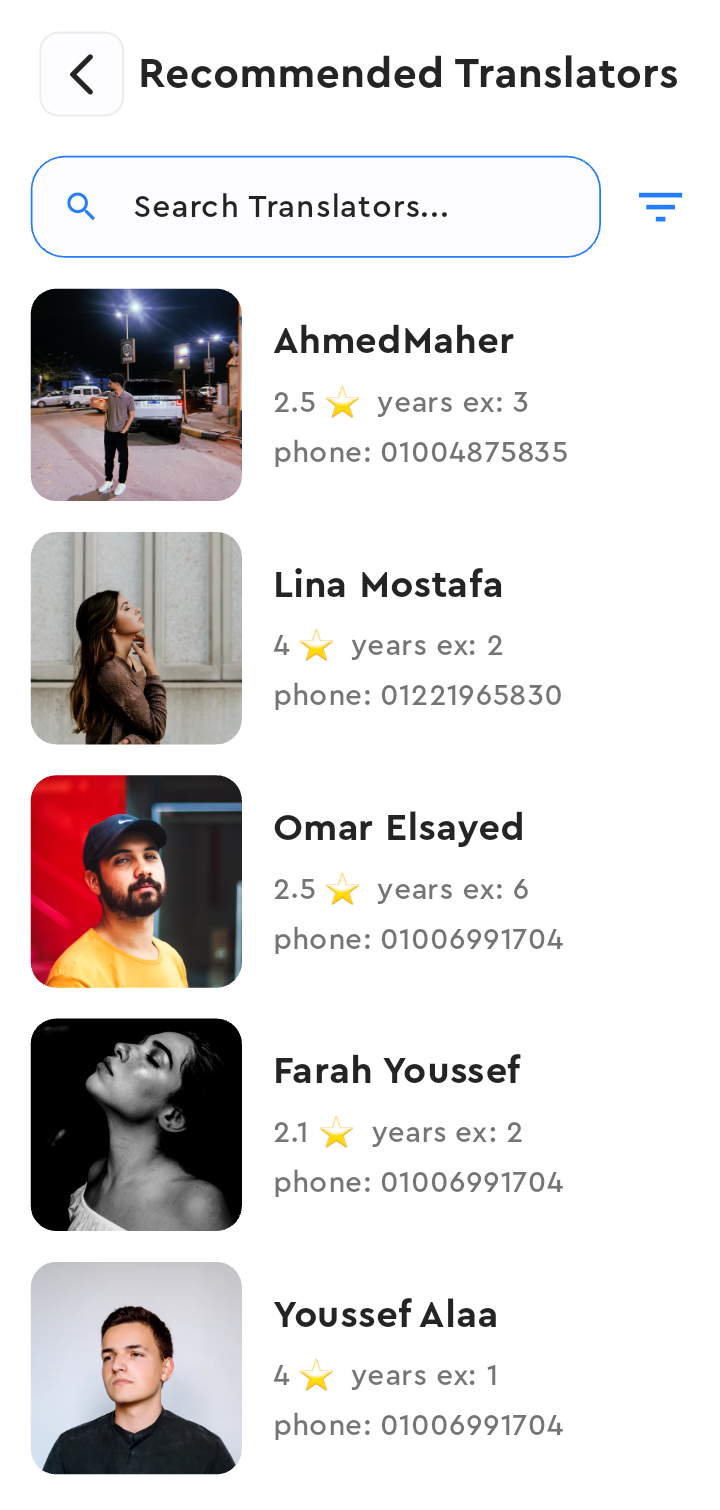 Recommended Translators
Search Translators...
AhmedMaher
2.5 ⭐ years ex: 3
phone: 01004875835
Lina Mostafa
4 ⭐ years ex: 2
phone: 01221965830
Omar Elsayed
2.5 ⭐ years ex: 6
phone: 01006991704
Farah Youssef
2.1 ⭐ years ex: 2
phone: 01006991704
Youssef Alaa
4 ⭐ years ex: 1
phone: 01006991704